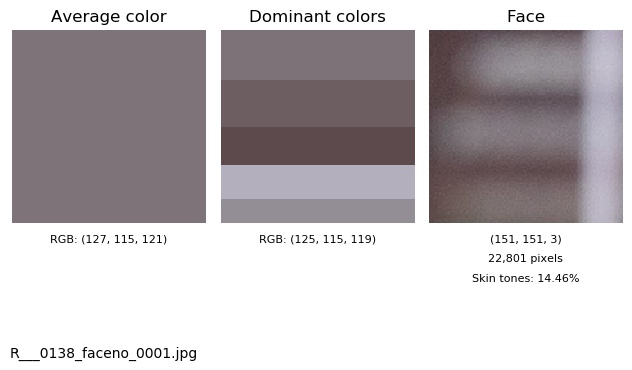 Average color
Dominant colors
Face
RGB: (127, 115, 121)
RGB: (125, 115, 119)
(151, 151, 3)
22,801 pixels
Skin tones: 14.46%
R___0138_faceno_0001.jpg